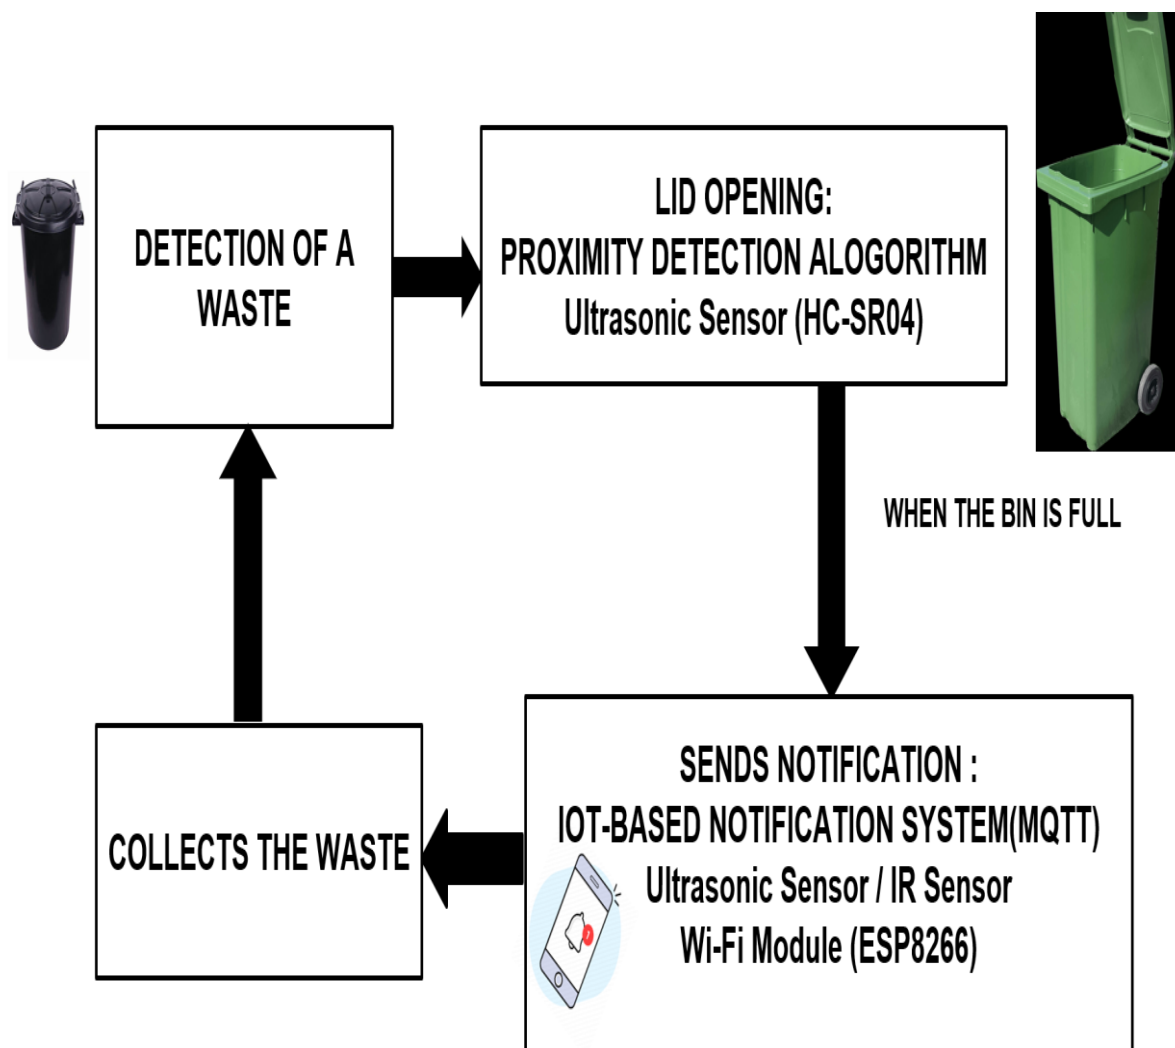 DETECTION OF A
WASTE
LID OPENING:
PROXIMITY DETECTION ALOGORITHM
Ultrasonic Sensor (HC-SR04)
WHEN THE BIN IS FULL
SENDS NOTIFICATION :
IOT-BASED NOTIFICATION SYSTEM(MQTT)
Ultrasonic Sensor / IR Sensor
Wi-Fi Module (ESP8266)
COLLECTS THE WASTE